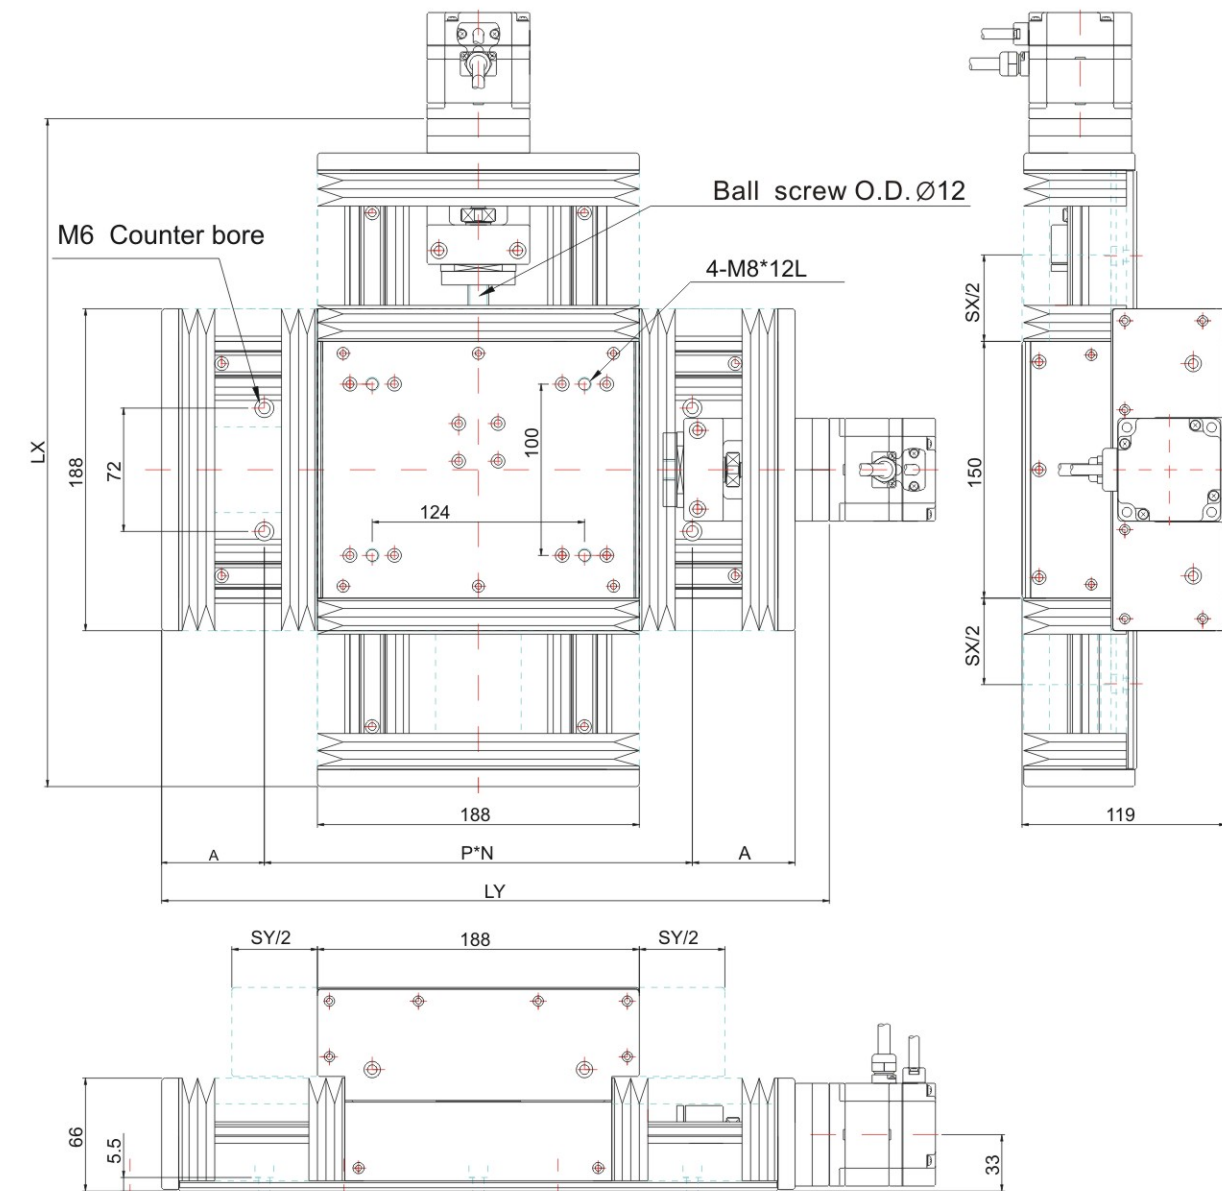 Ball screw O.D. Ø12
M6 Counter bore
4-M8*12L
SX/2
LX
188
72
100
150
124
SX/2
188
119
A
P*N
A
LY
SY/2
188
SY/2
66
5.5
33